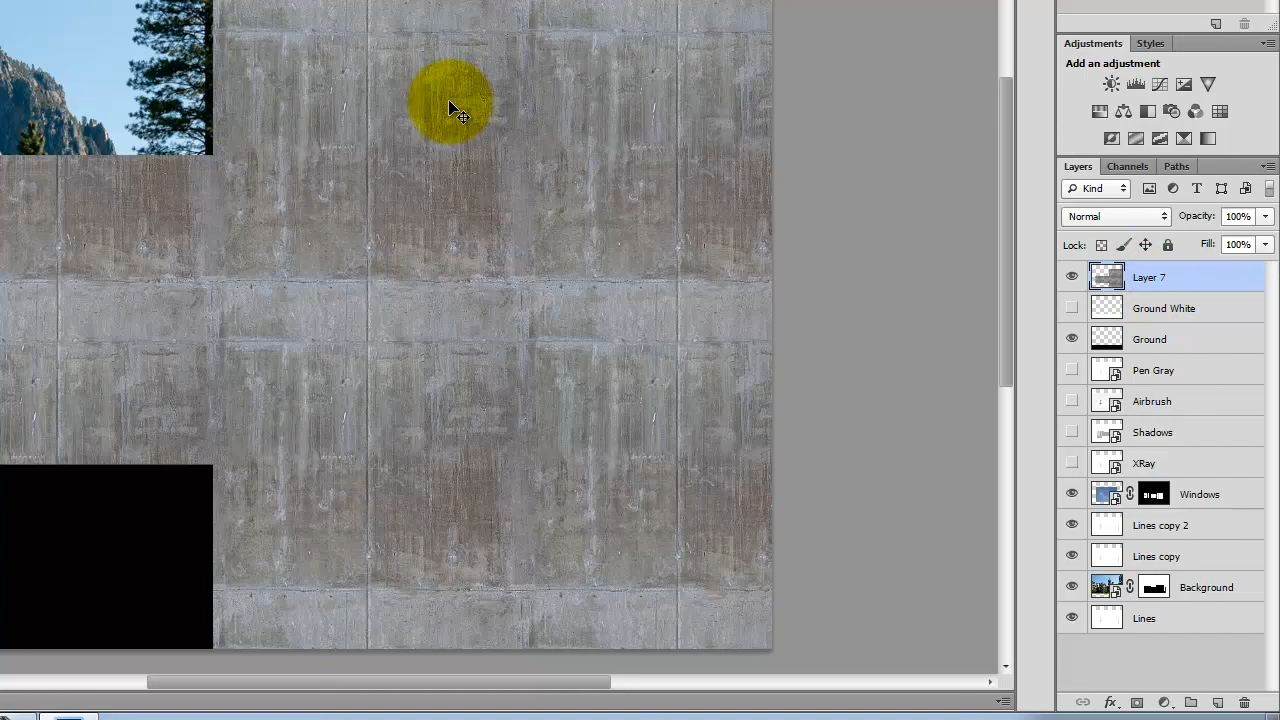 Adjustments Styles
Add an adjustment
Layers Channels Paths
Kind
Normal Opacity: 100%
Lock: Fill: 100%
Layer 7
Ground White
Ground
Pen Gray
Airbrush
Shadows
XRay
Windows
Lines copy 2
Lines copy
Background
Lines
fx